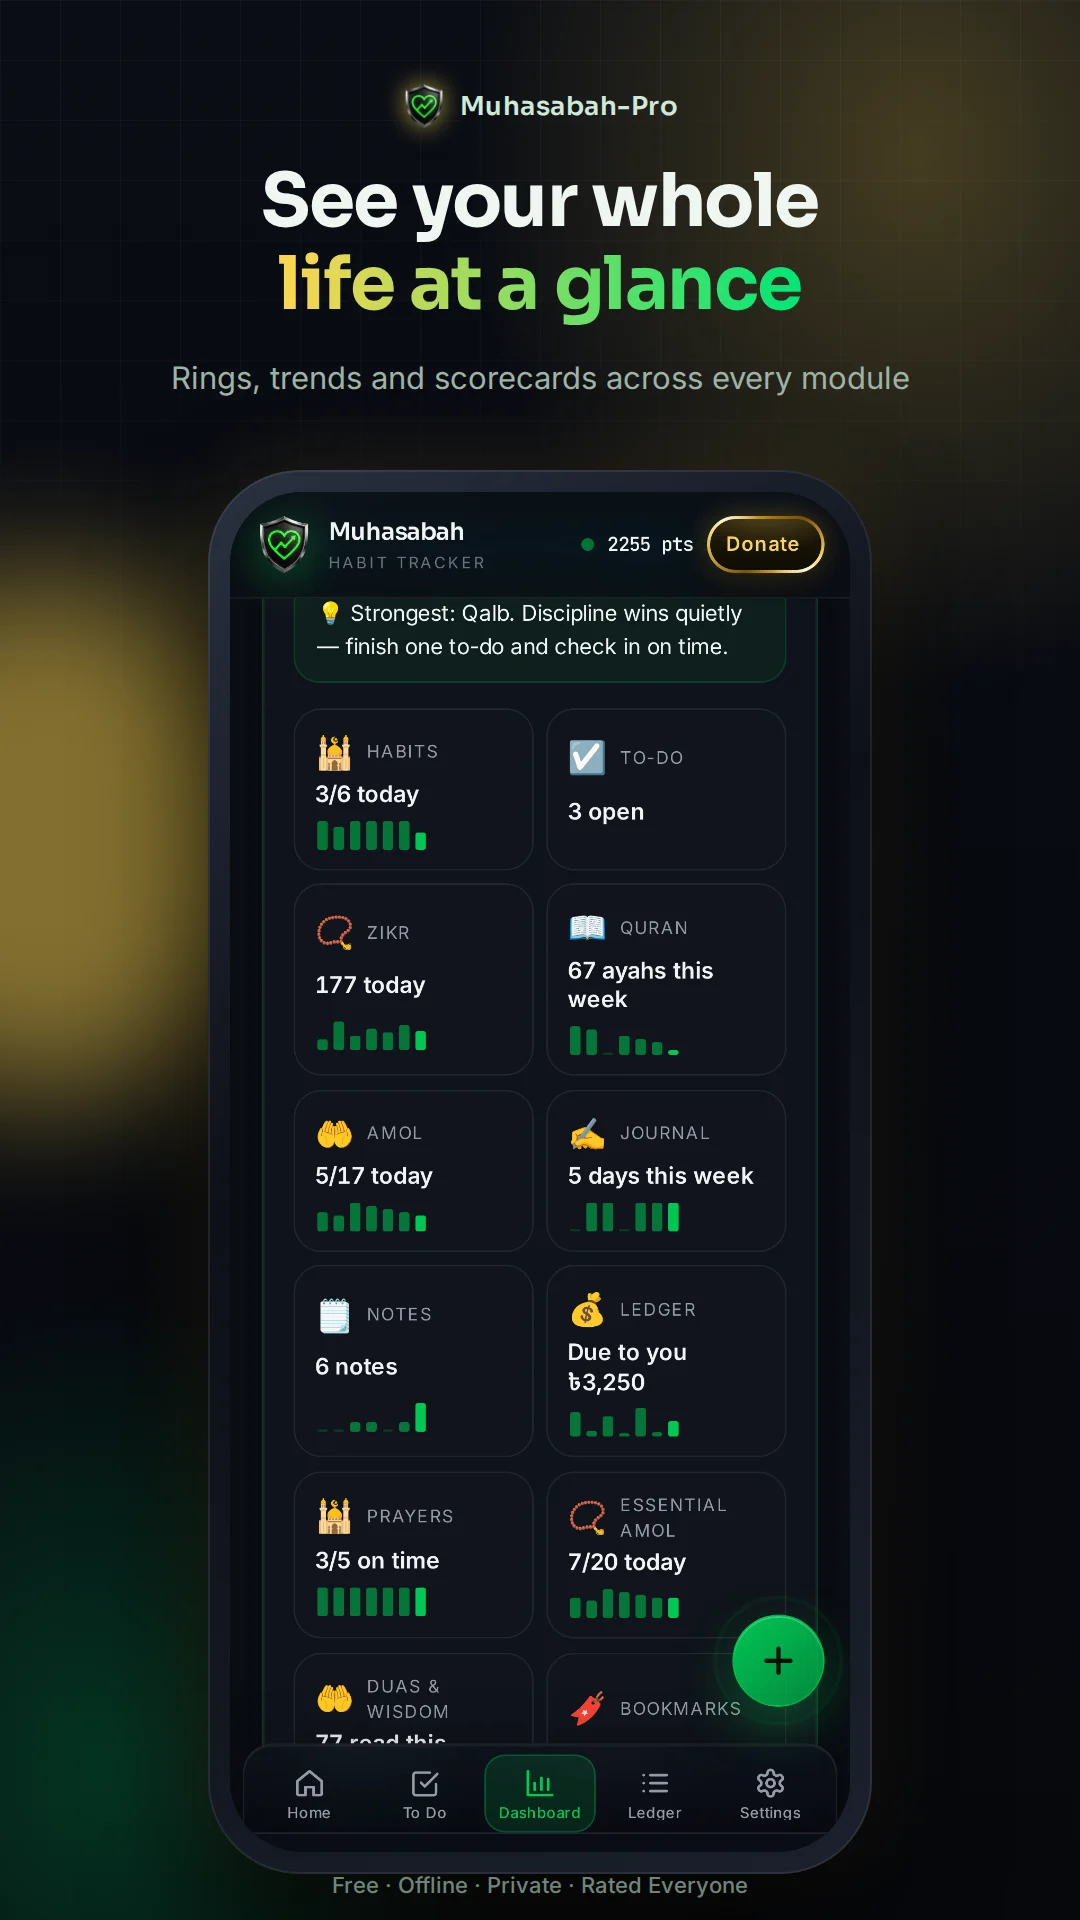 Muhasabah-Pro
See your whole
life at a glance
Rings, trends and scorecards across every module
Muhasabah
HABIT TRACKER
2255 pts
Donate
💡 Strongest: Qalb. Discipline wins quietly
— finish one to-do and check in on time.
HABITS
3/6 today
TO-DO
3 open
ZIKR
177 today
QURAN
67 ayahs this
week
AMOL
5/17 today
JOURNAL
5 days this week
NOTES
6 notes
LEDGER
Due to you
৳3,250
PRAYERS
3/5 on time
ESSENTIAL
AMOL
7/20 today
DUAS &
WISDOM
77 read this
BOOKMARKS
Home
To Do
Dashboard
Ledger
Settings
Free · Offline · Private · Rated Everyone